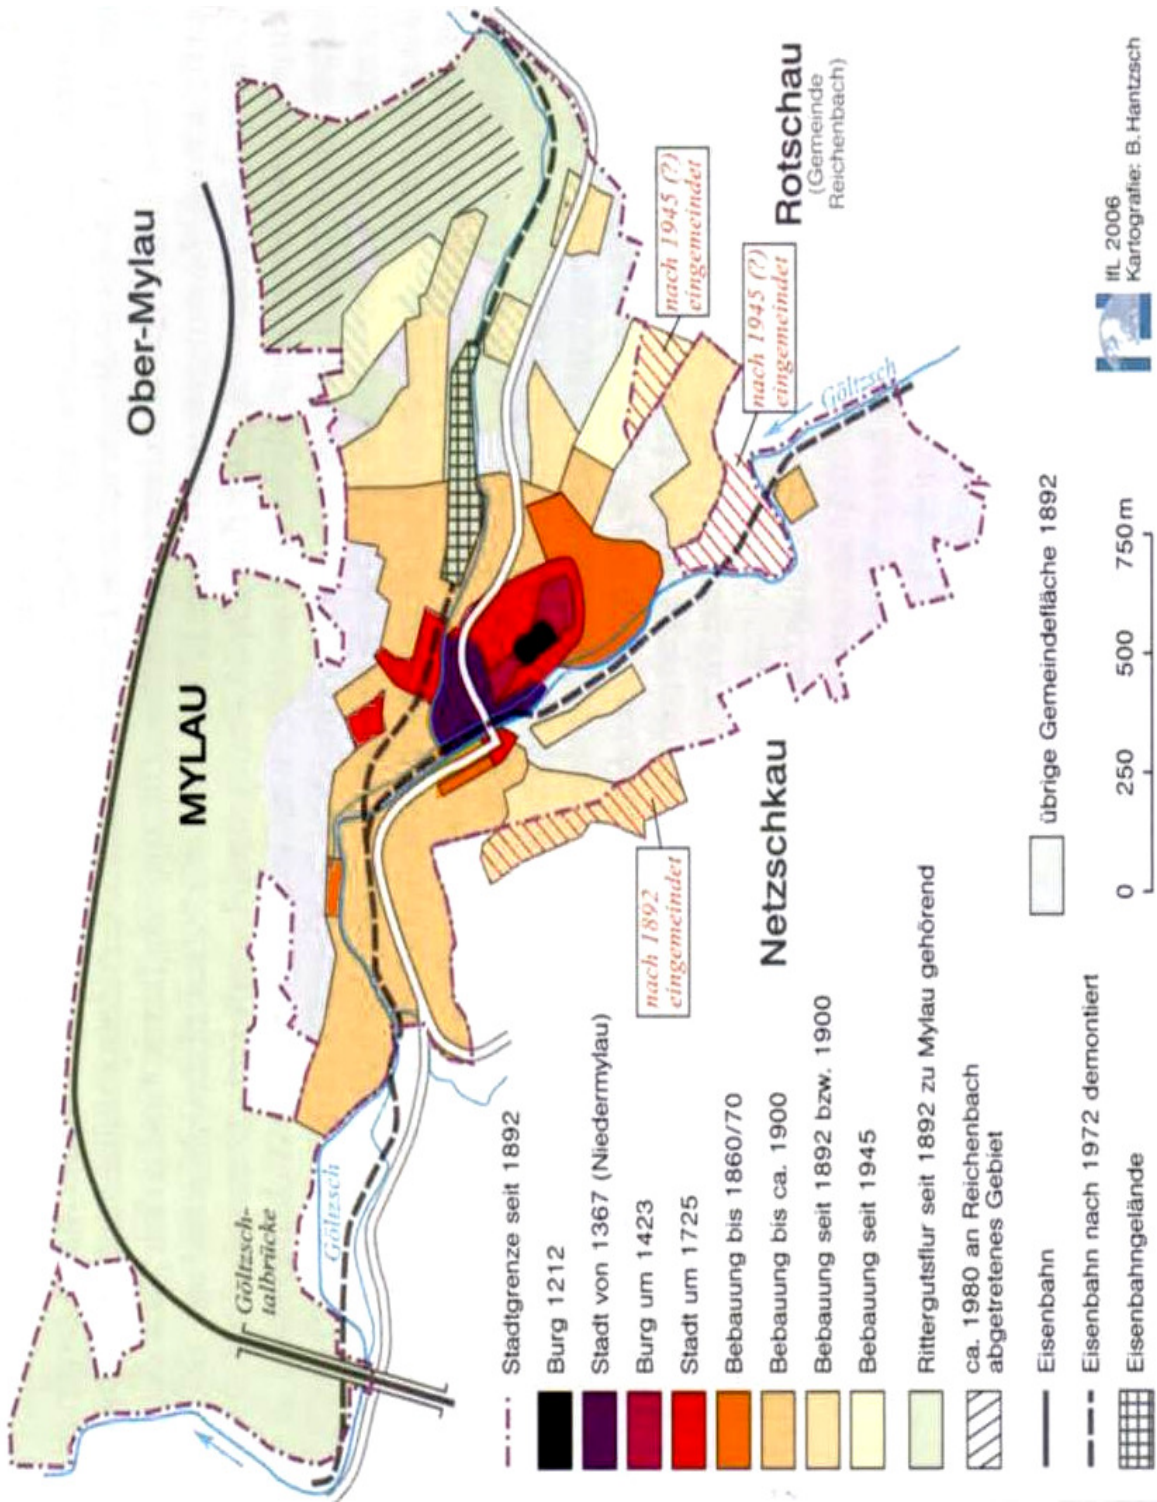 Ober-Mylau
MYLAU
Göltzsch-
talbrücke
Göltzsch
Rotschau
(Gemeinde
Reichenbach)
nach 1945 (?)
eingemeindet
nach 1945 (?)
eingemeindet
Göltzsch
nach 1892
eingemeindet
Netzschkau
Stadtgrenze seit 1892
Burg 1212
Stadt von 1367 (Niedermylau)
Burg um 1423
Stadt um 1725
Bebauung bis 1860/70
Bebauung bis ca. 1900
Bebauung seit 1892 bzw. 1900
Bebauung seit 1945
Rittergutsflur seit 1892 zu Mylau gehörend
ca. 1980 an Reichenbach
abgetretenes Gebiet
Eisenbahn
Eisenbahn nach 1972 demontiert
Eisenbahngelände
übrige Gemeindefläche 1892
0 250 500 750 m
IfL 2006
Kartografie: B. Hantzsch